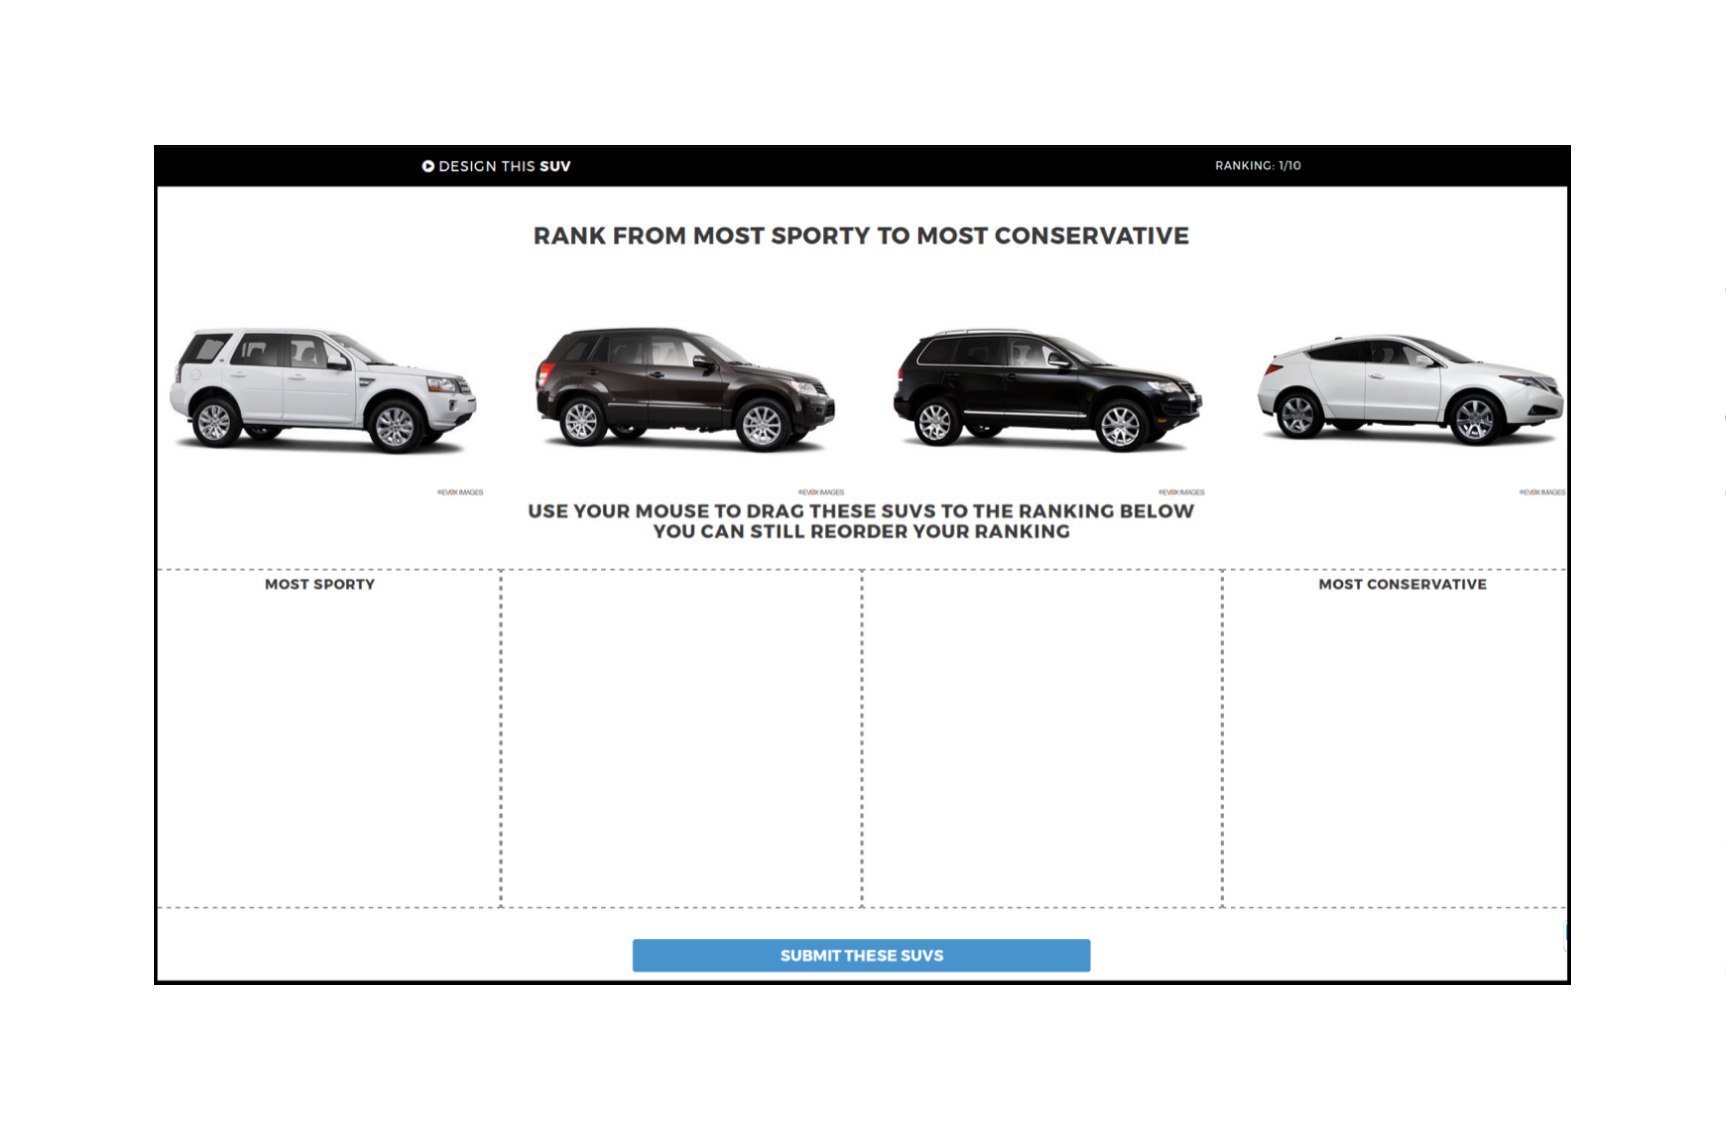 DESIGN THIS SUV
RANKING: 1/10
RANK FROM MOST SPORTY TO MOST CONSERVATIVE
©EVOX IMAGES
©EVOX IMAGES
©EVOX IMAGES
©EVOX IMAGES
USE YOUR MOUSE TO DRAG THESE SUVS TO THE RANKING BELOW
YOU CAN STILL REORDER YOUR RANKING
MOST SPORTY
MOST CONSERVATIVE
SUBMIT THESE SUVS